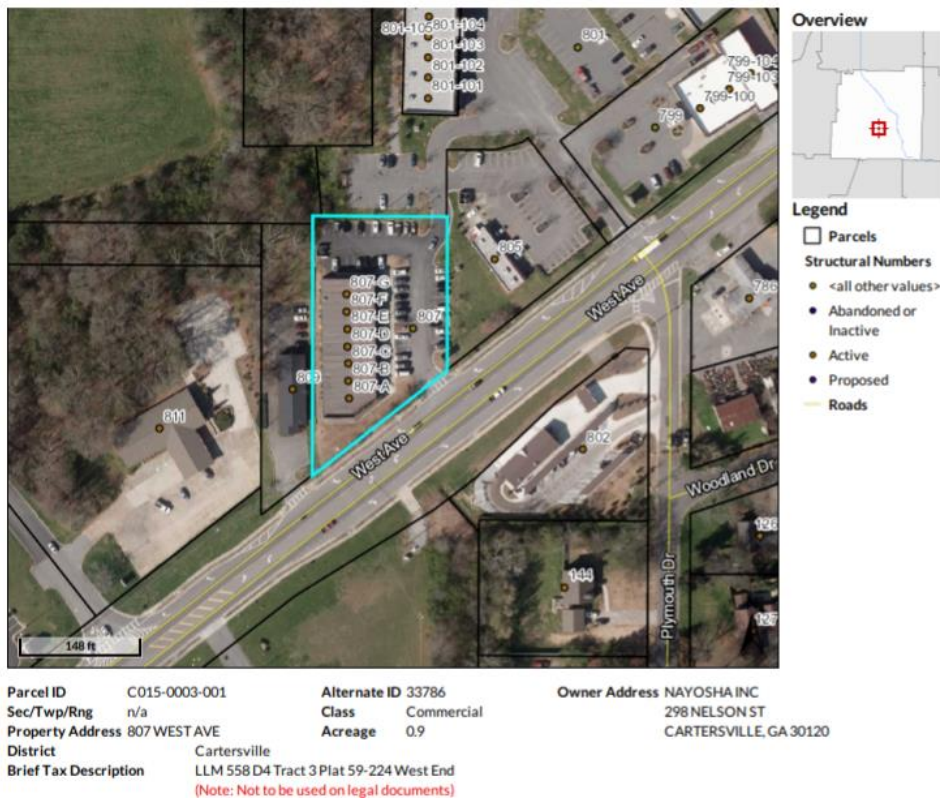 Overview
Legend
Parcels
Structural Numbers
<all other values>
Abandoned or
Inactive
Active
Proposed
Roads
801-105
801-104
801-103
801-102
801-101
801
799-104
799-103
799-100
799
805
786
807-G
807-F
807-E
807-D
807-C
807-B
807-A
807
809
811
802
144
126
127
West Ave
West Ave
Woodland Dr
Plymouth Dr
148 ft
Parcel ID C015-0003-001 Alternate ID 33786 Owner Address NAYOSHA INC
Sec/Twp/Rng n/a Class Commercial 298 NELSON ST
Property Address 807 WEST AVE Acreage 0.9 CARTERSVILLE, GA 30120
District Cartersville
Brief Tax Description LLM 558 D4 Tract 3 Plat 59-224 West End
(Note: Not to be used on legal documents)